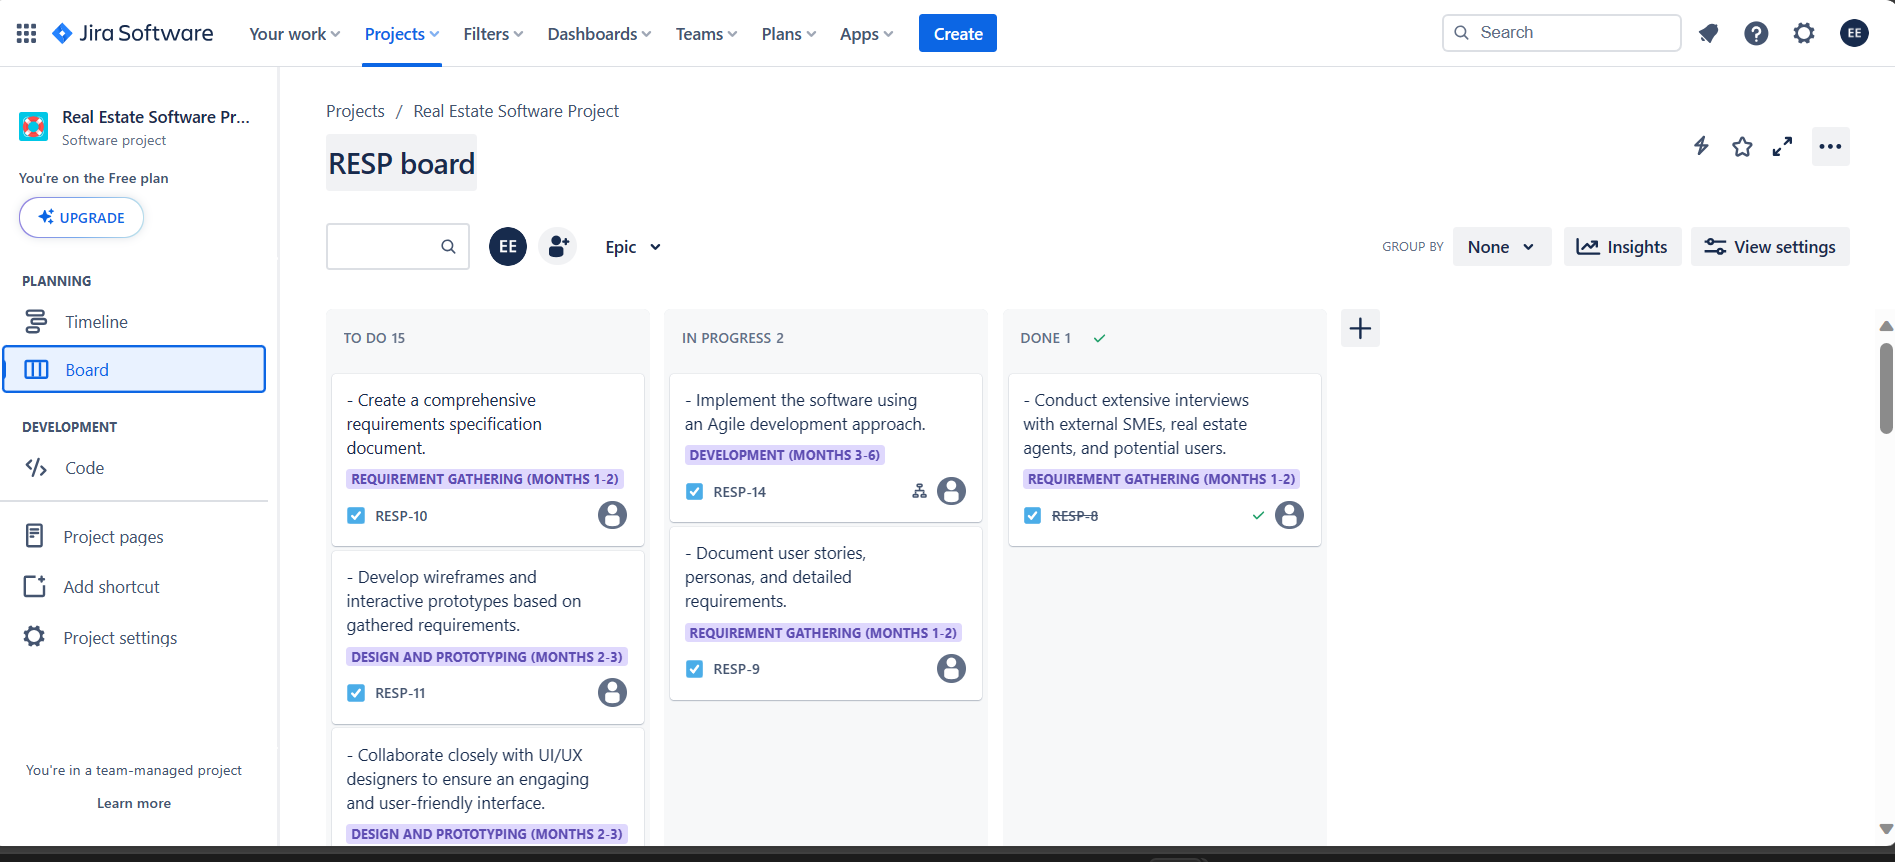 Jira Software Your work Projects Filters Dashboards Teams Plans Apps Create Search EE
Real Estate Software Pr...
Software project
You're on the Free plan
UPGRADE
PLANNING
Timeline
Board
DEVELOPMENT
Code
Project pages
Add shortcut
Project settings
You're in a team-managed project
Learn more
Projects / Real Estate Software Project
RESP board
EE Epic GROUP BY None Insights View settings
TO DO 15
- Create a comprehensive
requirements specification
document.
REQUIREMENT GATHERING (MONTHS 1-2)
RESP-10
- Develop wireframes and
interactive prototypes based on
gathered requirements.
DESIGN AND PROTOTYPING (MONTHS 2-3)
RESP-11
- Collaborate closely with UI/UX
designers to ensure an engaging
and user-friendly interface.
DESIGN AND PROTOTYPING (MONTHS 2-3)
IN PROGRESS 2
- Implement the software using
an Agile development approach.
DEVELOPMENT (MONTHS 3-6)
RESP-14
- Document user stories,
personas, and detailed
requirements.
REQUIREMENT GATHERING (MONTHS 1-2)
RESP-9
DONE 1
- Conduct extensive interviews
with external SMEs, real estate
agents, and potential users.
REQUIREMENT GATHERING (MONTHS 1-2)
RESP-8